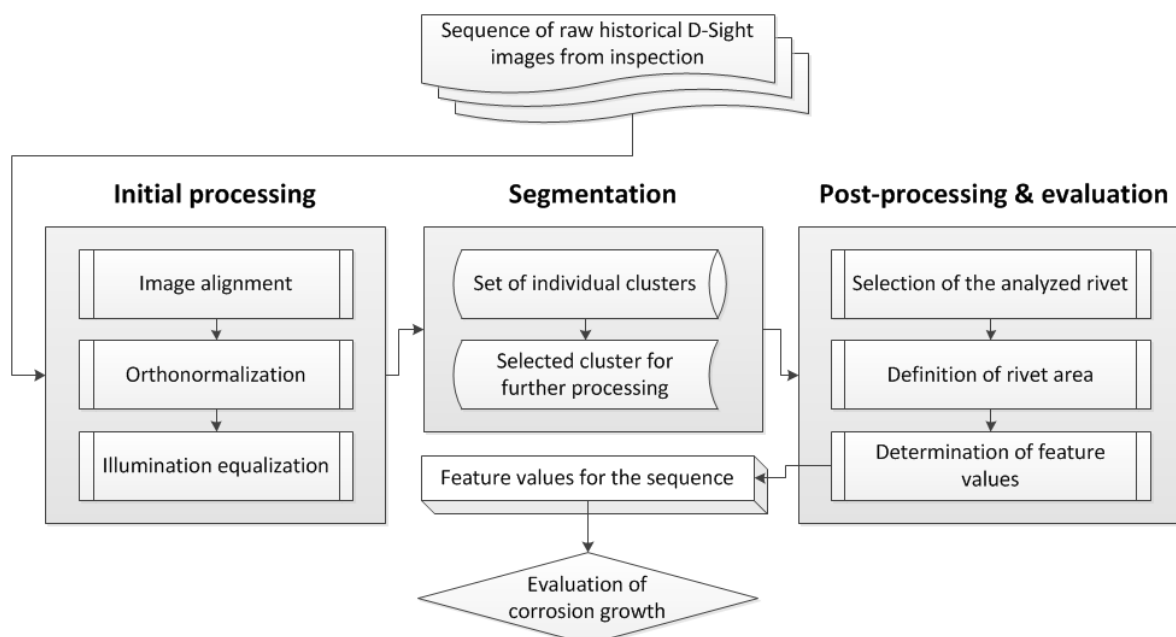 Sequence of raw historical D-Sight
images from inspection
Initial processing
Image alignment
Orthonormalization
Illumination equalization
Segmentation
Set of individual clusters
Selected cluster for
further processing
Post-processing & evaluation
Selection of the analyzed rivet
Definition of rivet area
Determination of feature
values
Feature values for the sequence
Evaluation of
corrosion growth